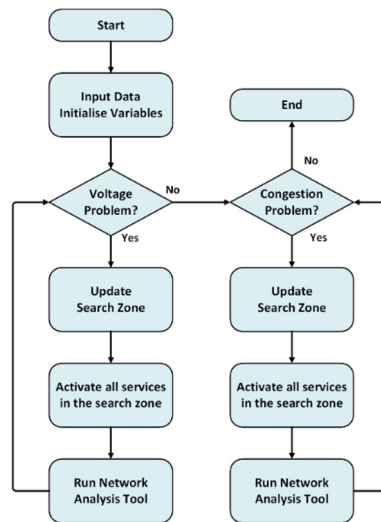 Start
Input Data
Initialise Variables
Voltage
Problem?
No
Yes
Update
Search Zone
Activate all services
in the search zone
Run Network
Analysis Tool
End
No
Congestion
Problem?
Yes
Update
Search Zone
Activate all services
in the search zone
Run Network
Analysis Tool